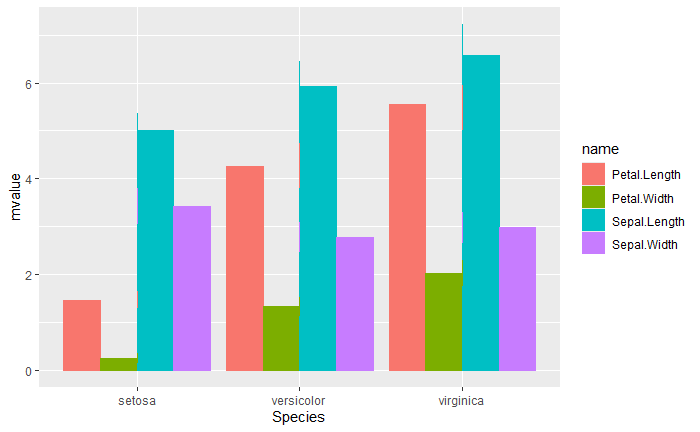 mvalue
6
4
2
0
setosa versicolor virginica
Species
name
Petal.Length
Petal.Width
Sepal.Length
Sepal.Width